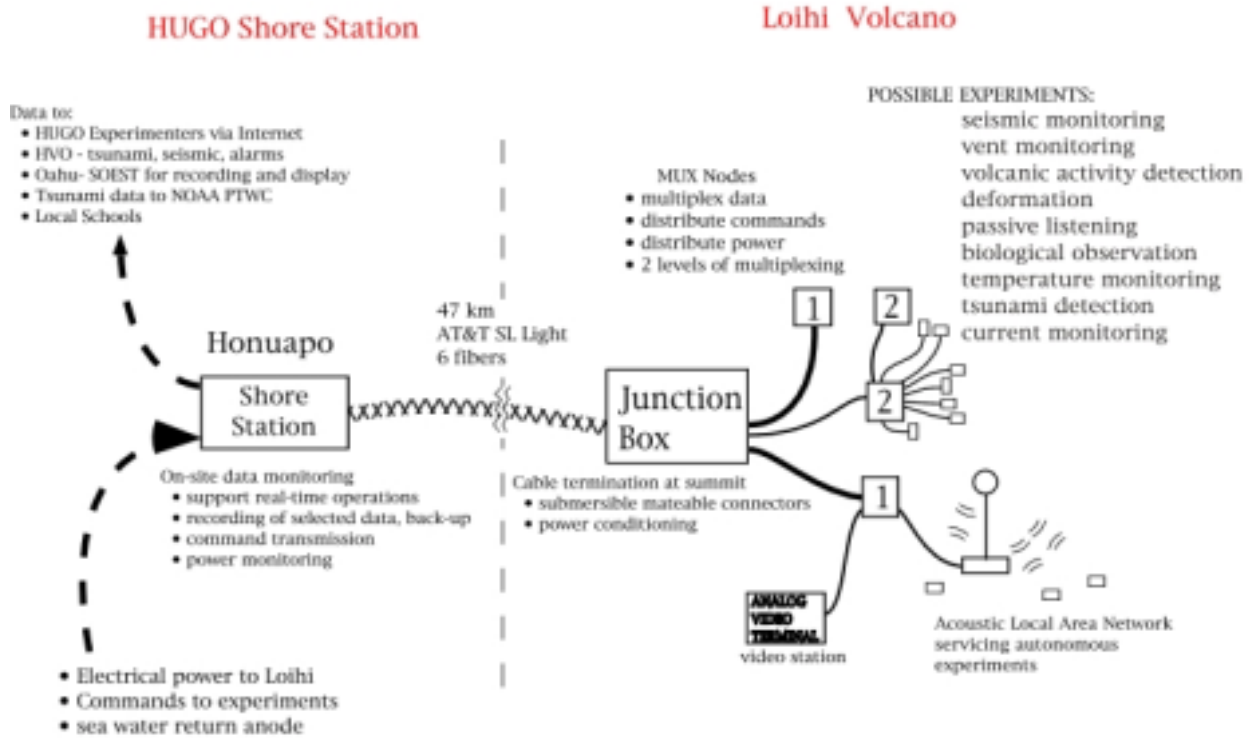 HUGO Shore Station
Loihi Volcano
Data to:
• HUGO Experimenters via Internet
• HVO - tsunami, seismic, alarms
• Oahu- SOEST for recording and display
• Tsunami data to NOAA PTWC
• Local Schools
POSSIBLE EXPERIMENTS:
seismic monitoring
vent monitoring
volcanic activity detection
deformation
passive listening
biological observation
temperature monitoring
tsunami detection
current monitoring
MUX Nodes
• multiplex data
• distribute commands
• distribute power
• 2 levels of multiplexing
47 km
AT&T SL Light
6 fibers
Honuapo
Shore
Station
Junction
Box
1
2
2
1
On-site data monitoring
• support real-time operations
• recording of selected data, back-up
• command transmission
• power monitoring
Cable termination at summit
• submersible mateable connectors
• power conditioning
ANALOG
VIDEO
TERMINAL
video station
Acoustic Local Area Network
servicing autonomous
experiments
• Electrical power to Loihi
• Commands to experiments
• sea water return anode